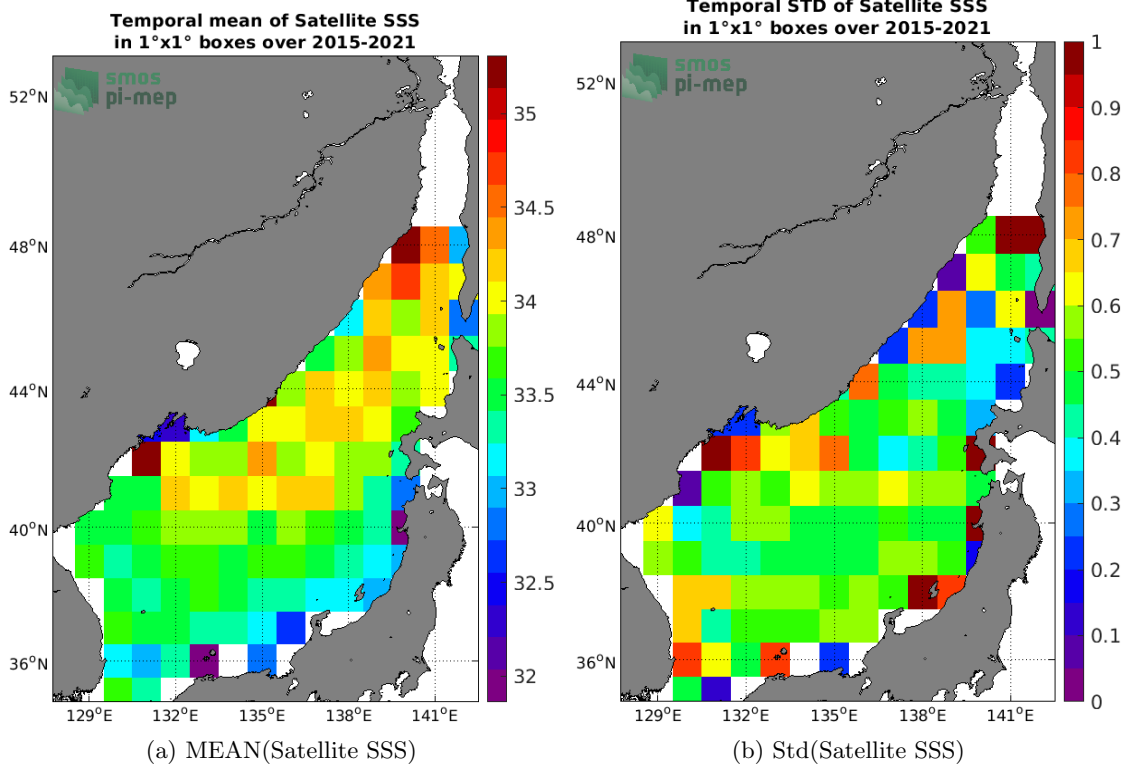 Temporal mean of Satellite SSS
in 1°x1° boxes over 2015-2021
smos
pi-mep
52°N
48°N
44°N
40°N
36°N
129°E
132°E
135°E
138°E
141°E
35
34.5
34
33.5
33
32.5
32
(a) MEAN(Satellite SSS)
Temporal STD of Satellite SSS
in 1°x1° boxes over 2015-2021
smos
pi-mep
52°N
48°N
44°N
40°N
36°N
129°E
132°E
135°E
138°E
141°E
1
0.9
0.8
0.7
0.6
0.5
0.4
0.3
0.2
0.1
0
(b) Std(Satellite SSS)